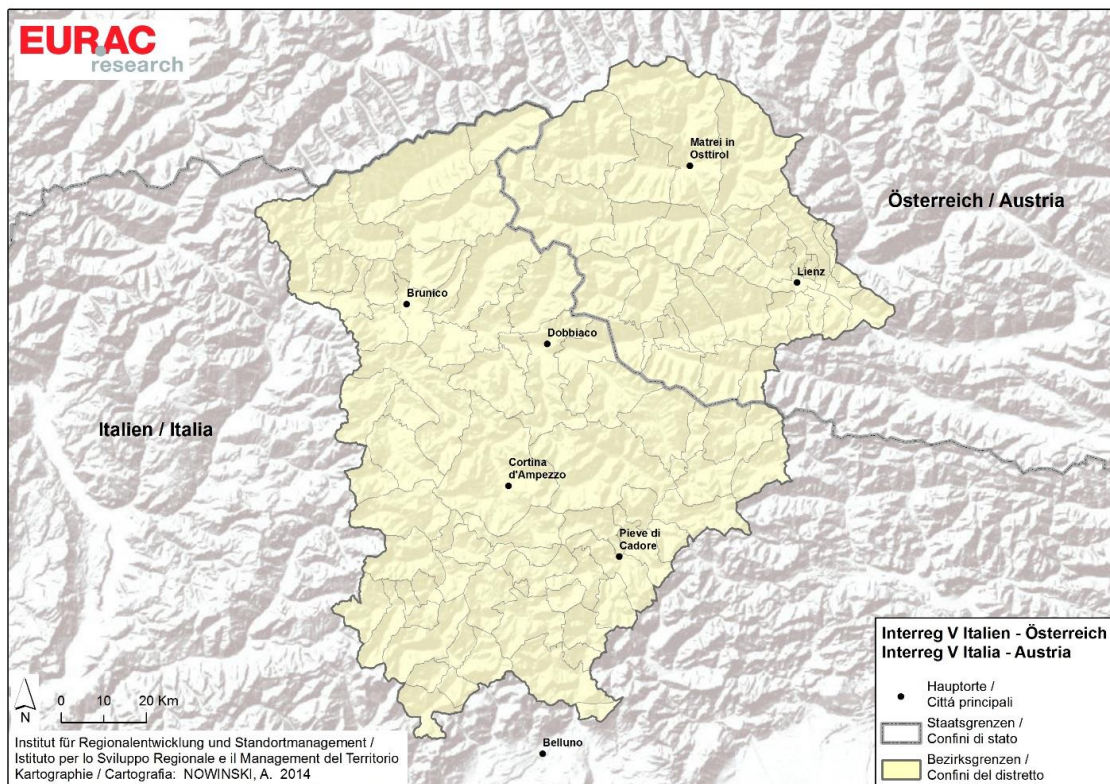 EURAC
research
Matrei in
Osttirol
Österreich / Austria
Lienz
Brunico
Dobbiaco
Italien / Italia
Cortina
d'Ampezzo
Pieve di
Cadore
Interreg V Italien - Österreich
Interreg V Italia - Austria
Hauptorte /
Cittá principali
Staatsgrenzen /
Confini di stato
Bezirksgrenzen /
Confini del distretto
0 10 20 Km
N
Institut für Regionalentwicklung und Standortmanagement /
Istituto per lo Sviluppo Regionale e il Management del Territorio
Kartographie / Cartografia: NOWINSKI, A. 2014
Belluno